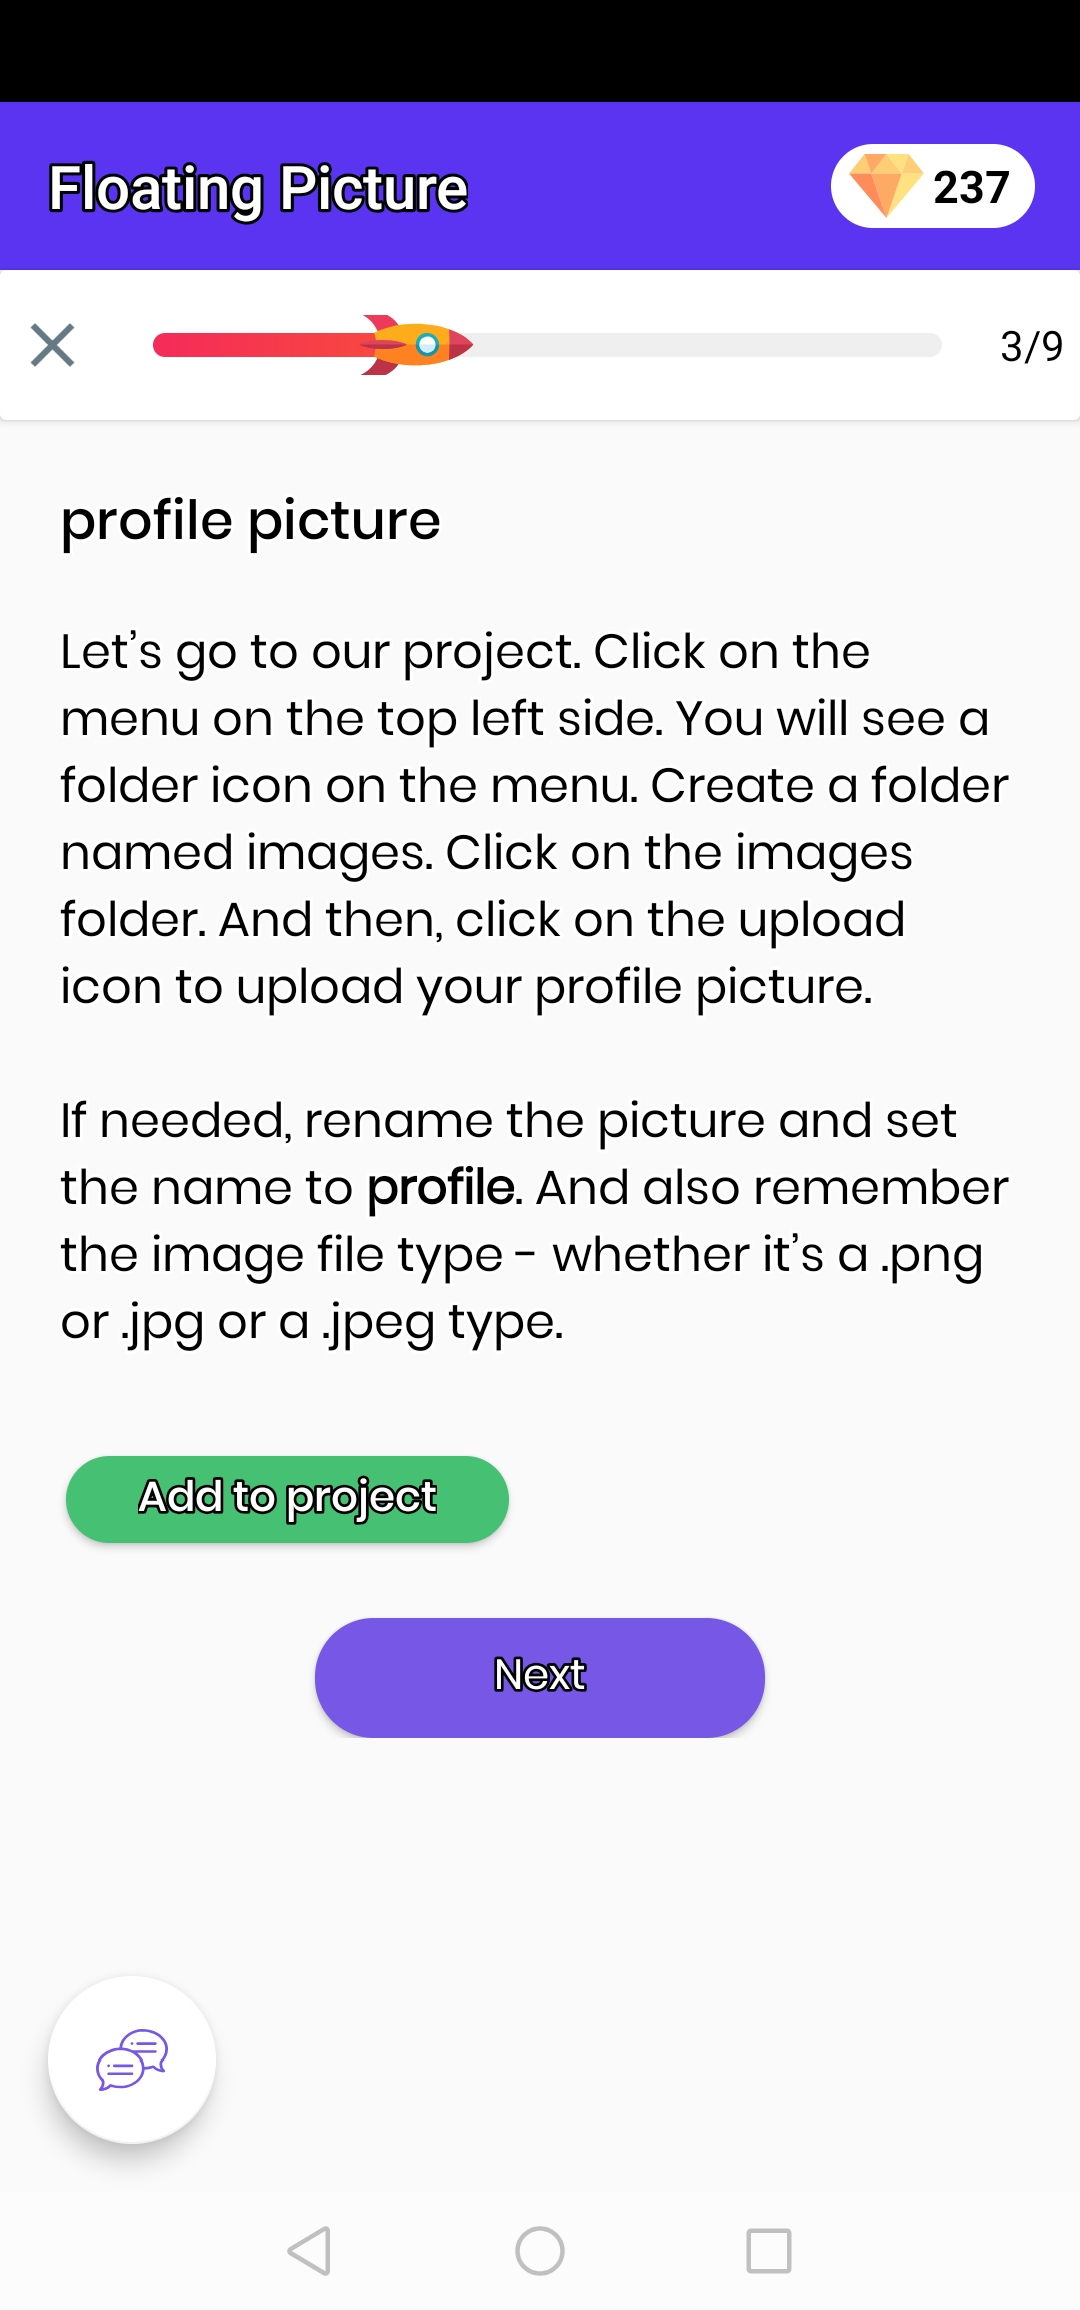 Floating Picture
237
3/9
profile picture
Let's go to our project. Click on the
menu on the top left side. You will see a
folder icon on the menu. Create a folder
named images. Click on the images
folder. And then, click on the upload
icon to upload your profile picture.
If needed, rename the picture and set
the name to profile. And also remember
the image file type - whether it's a .png
or .jpg or a .jpeg type.
Add to project
Next